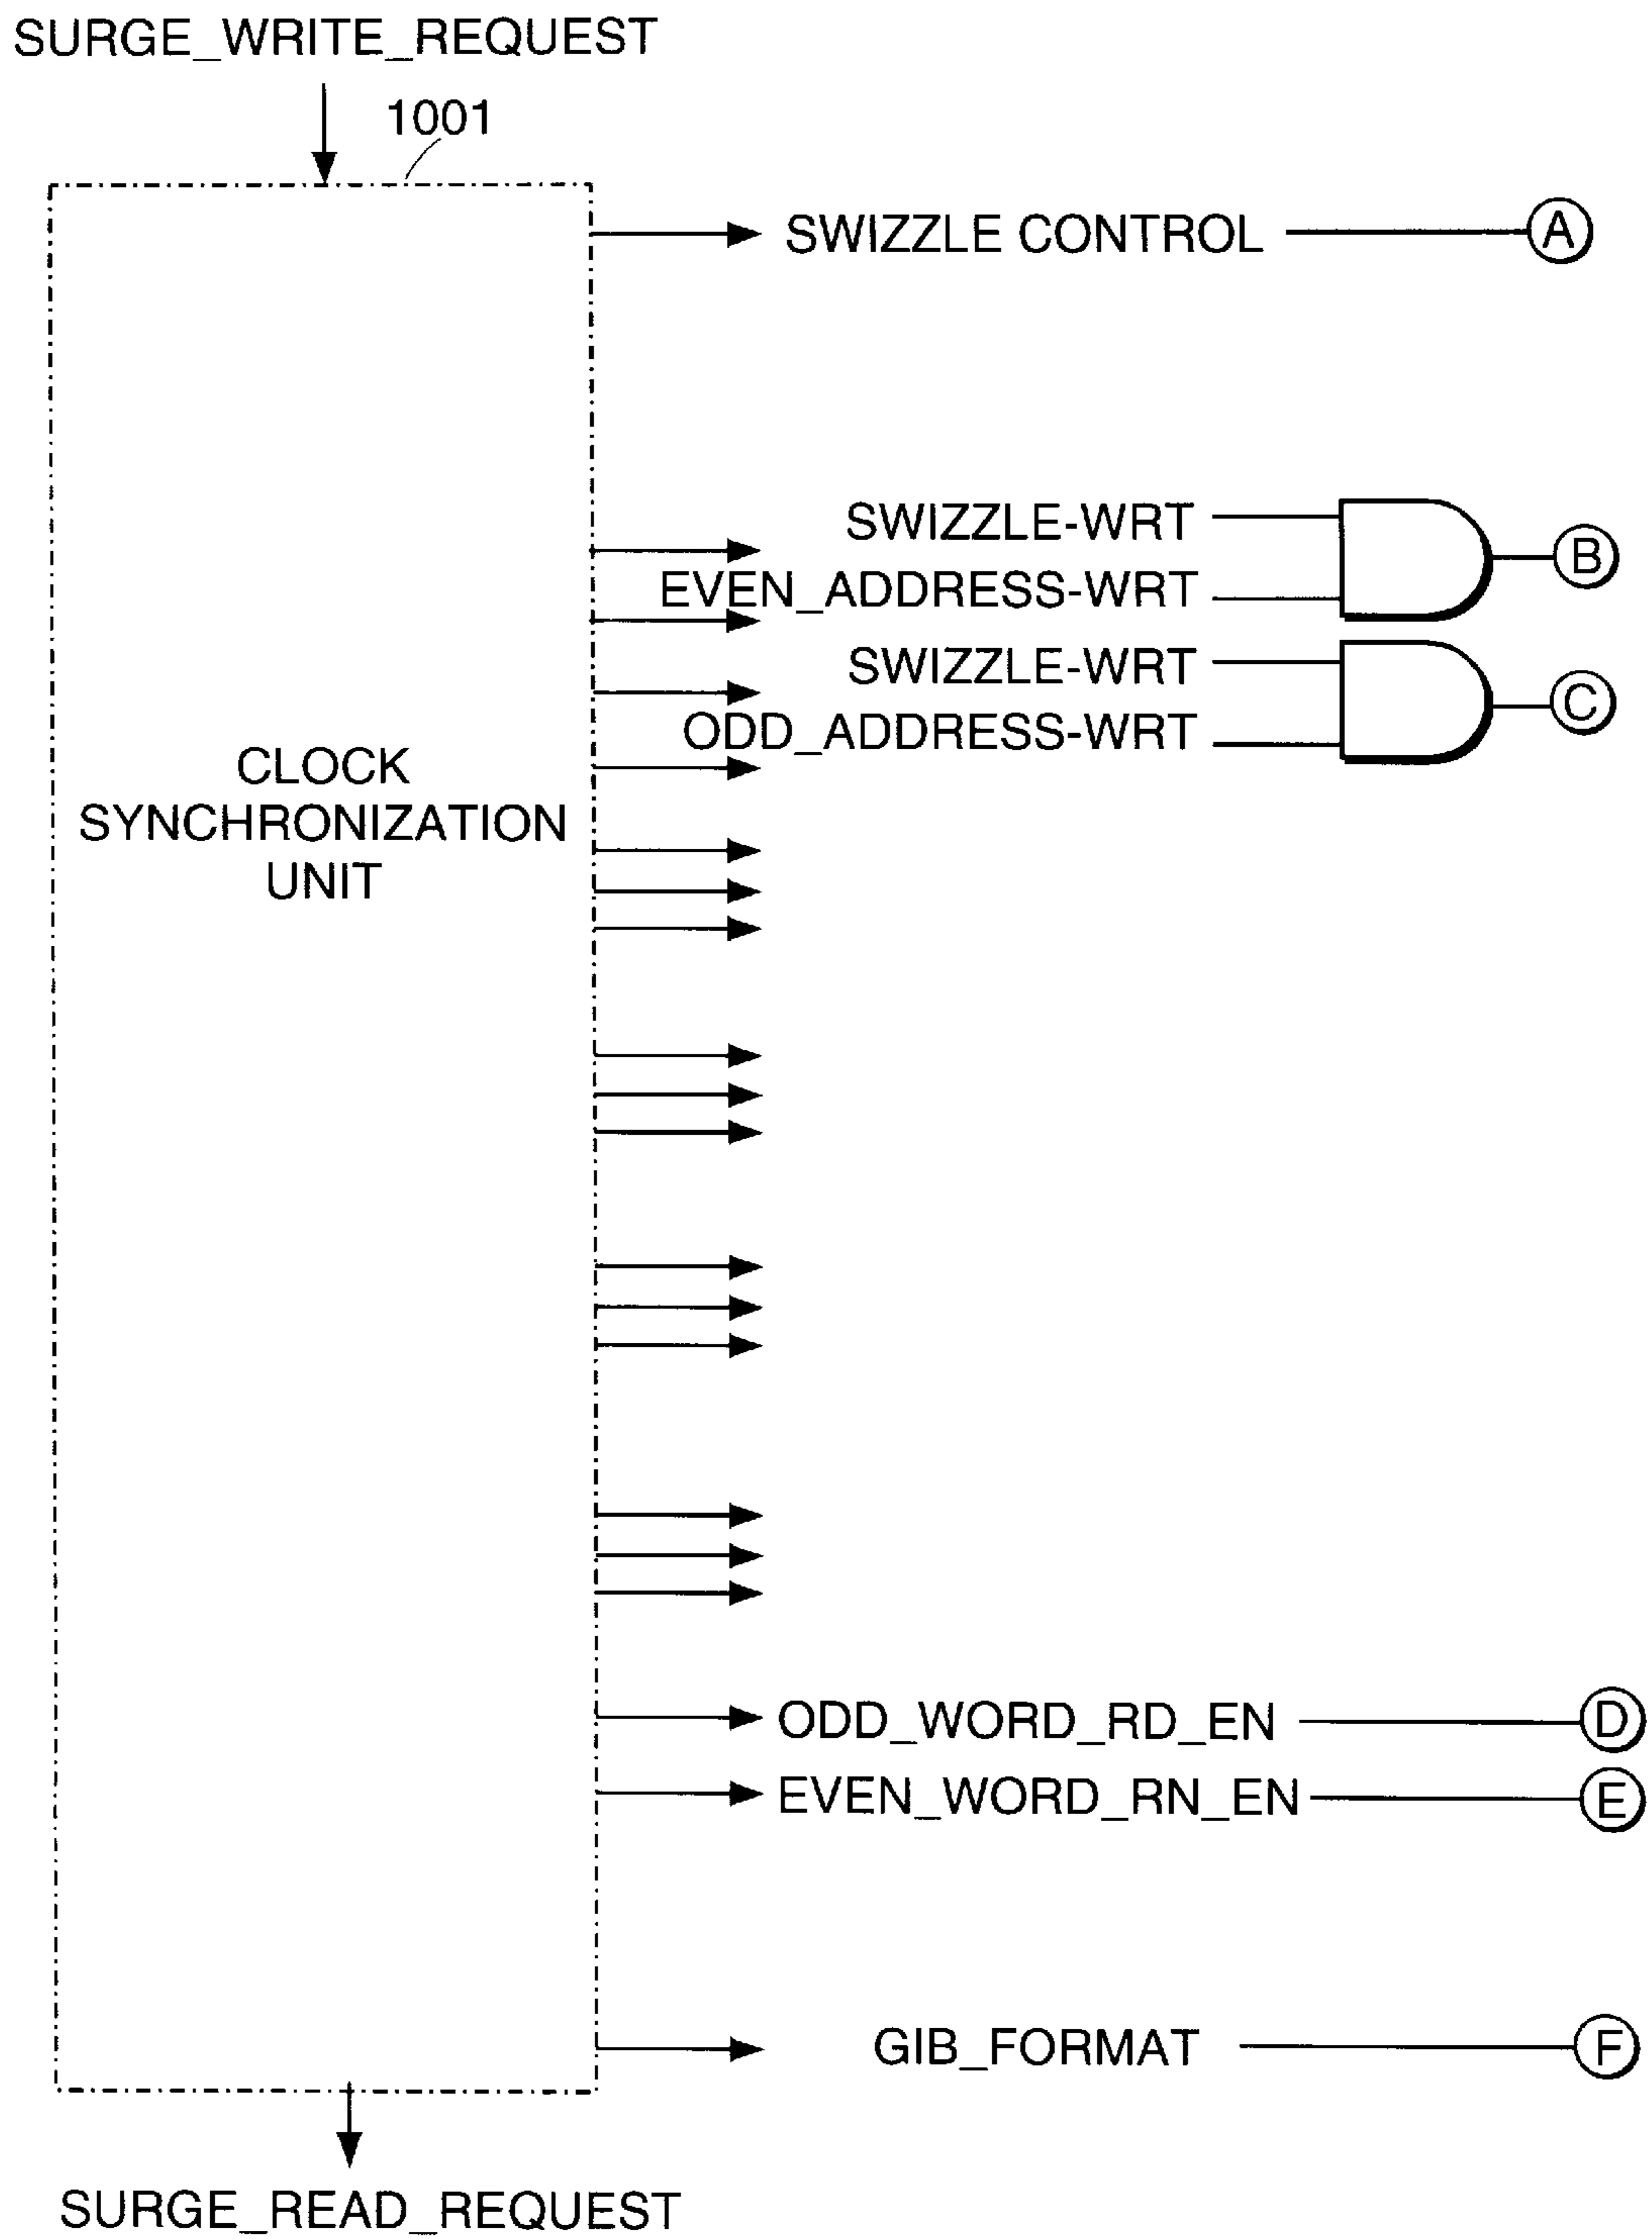 SURGE_WRITE_REQUEST
1001
SWIZZLE CONTROL A
SWIZZLE-WRT
B
EVEN_ADDRESS-WRT
SWIZZLE-WRT
C
ODD_ADDRESS-WRT
CLOCK
SYNCHRONIZATION
UNIT
ODD_WORD_RD_EN D
EVEN_WORD_RN_EN E
GIB_FORMAT F
SURGE_READ_REQUEST